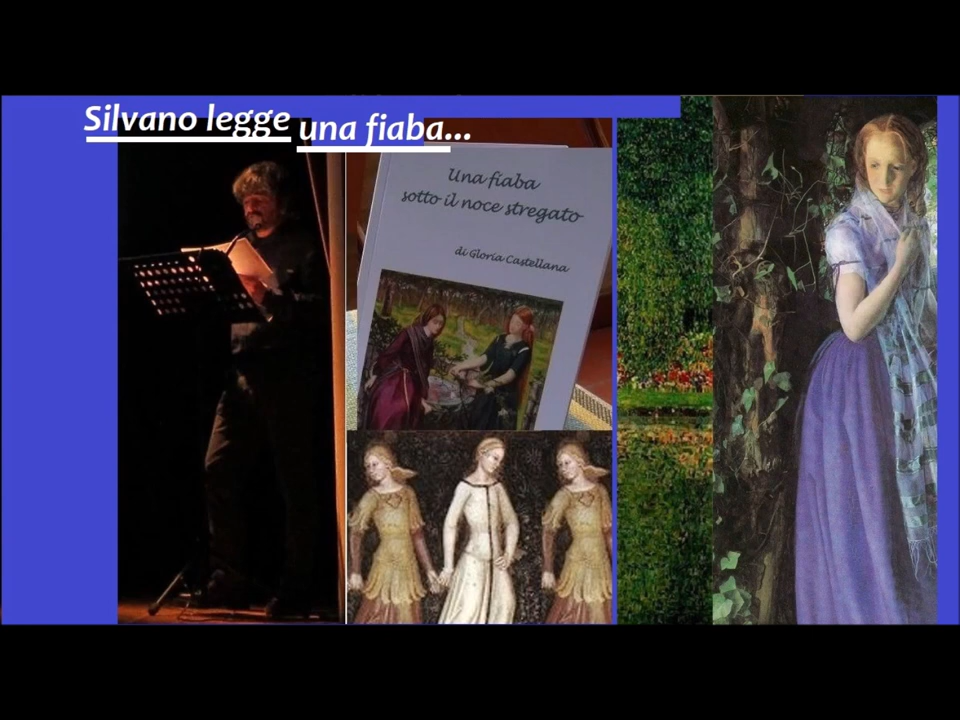 Silvano legge una fiaba...
Una fiaba
sotto il noce stregato
di Gloria Castellana